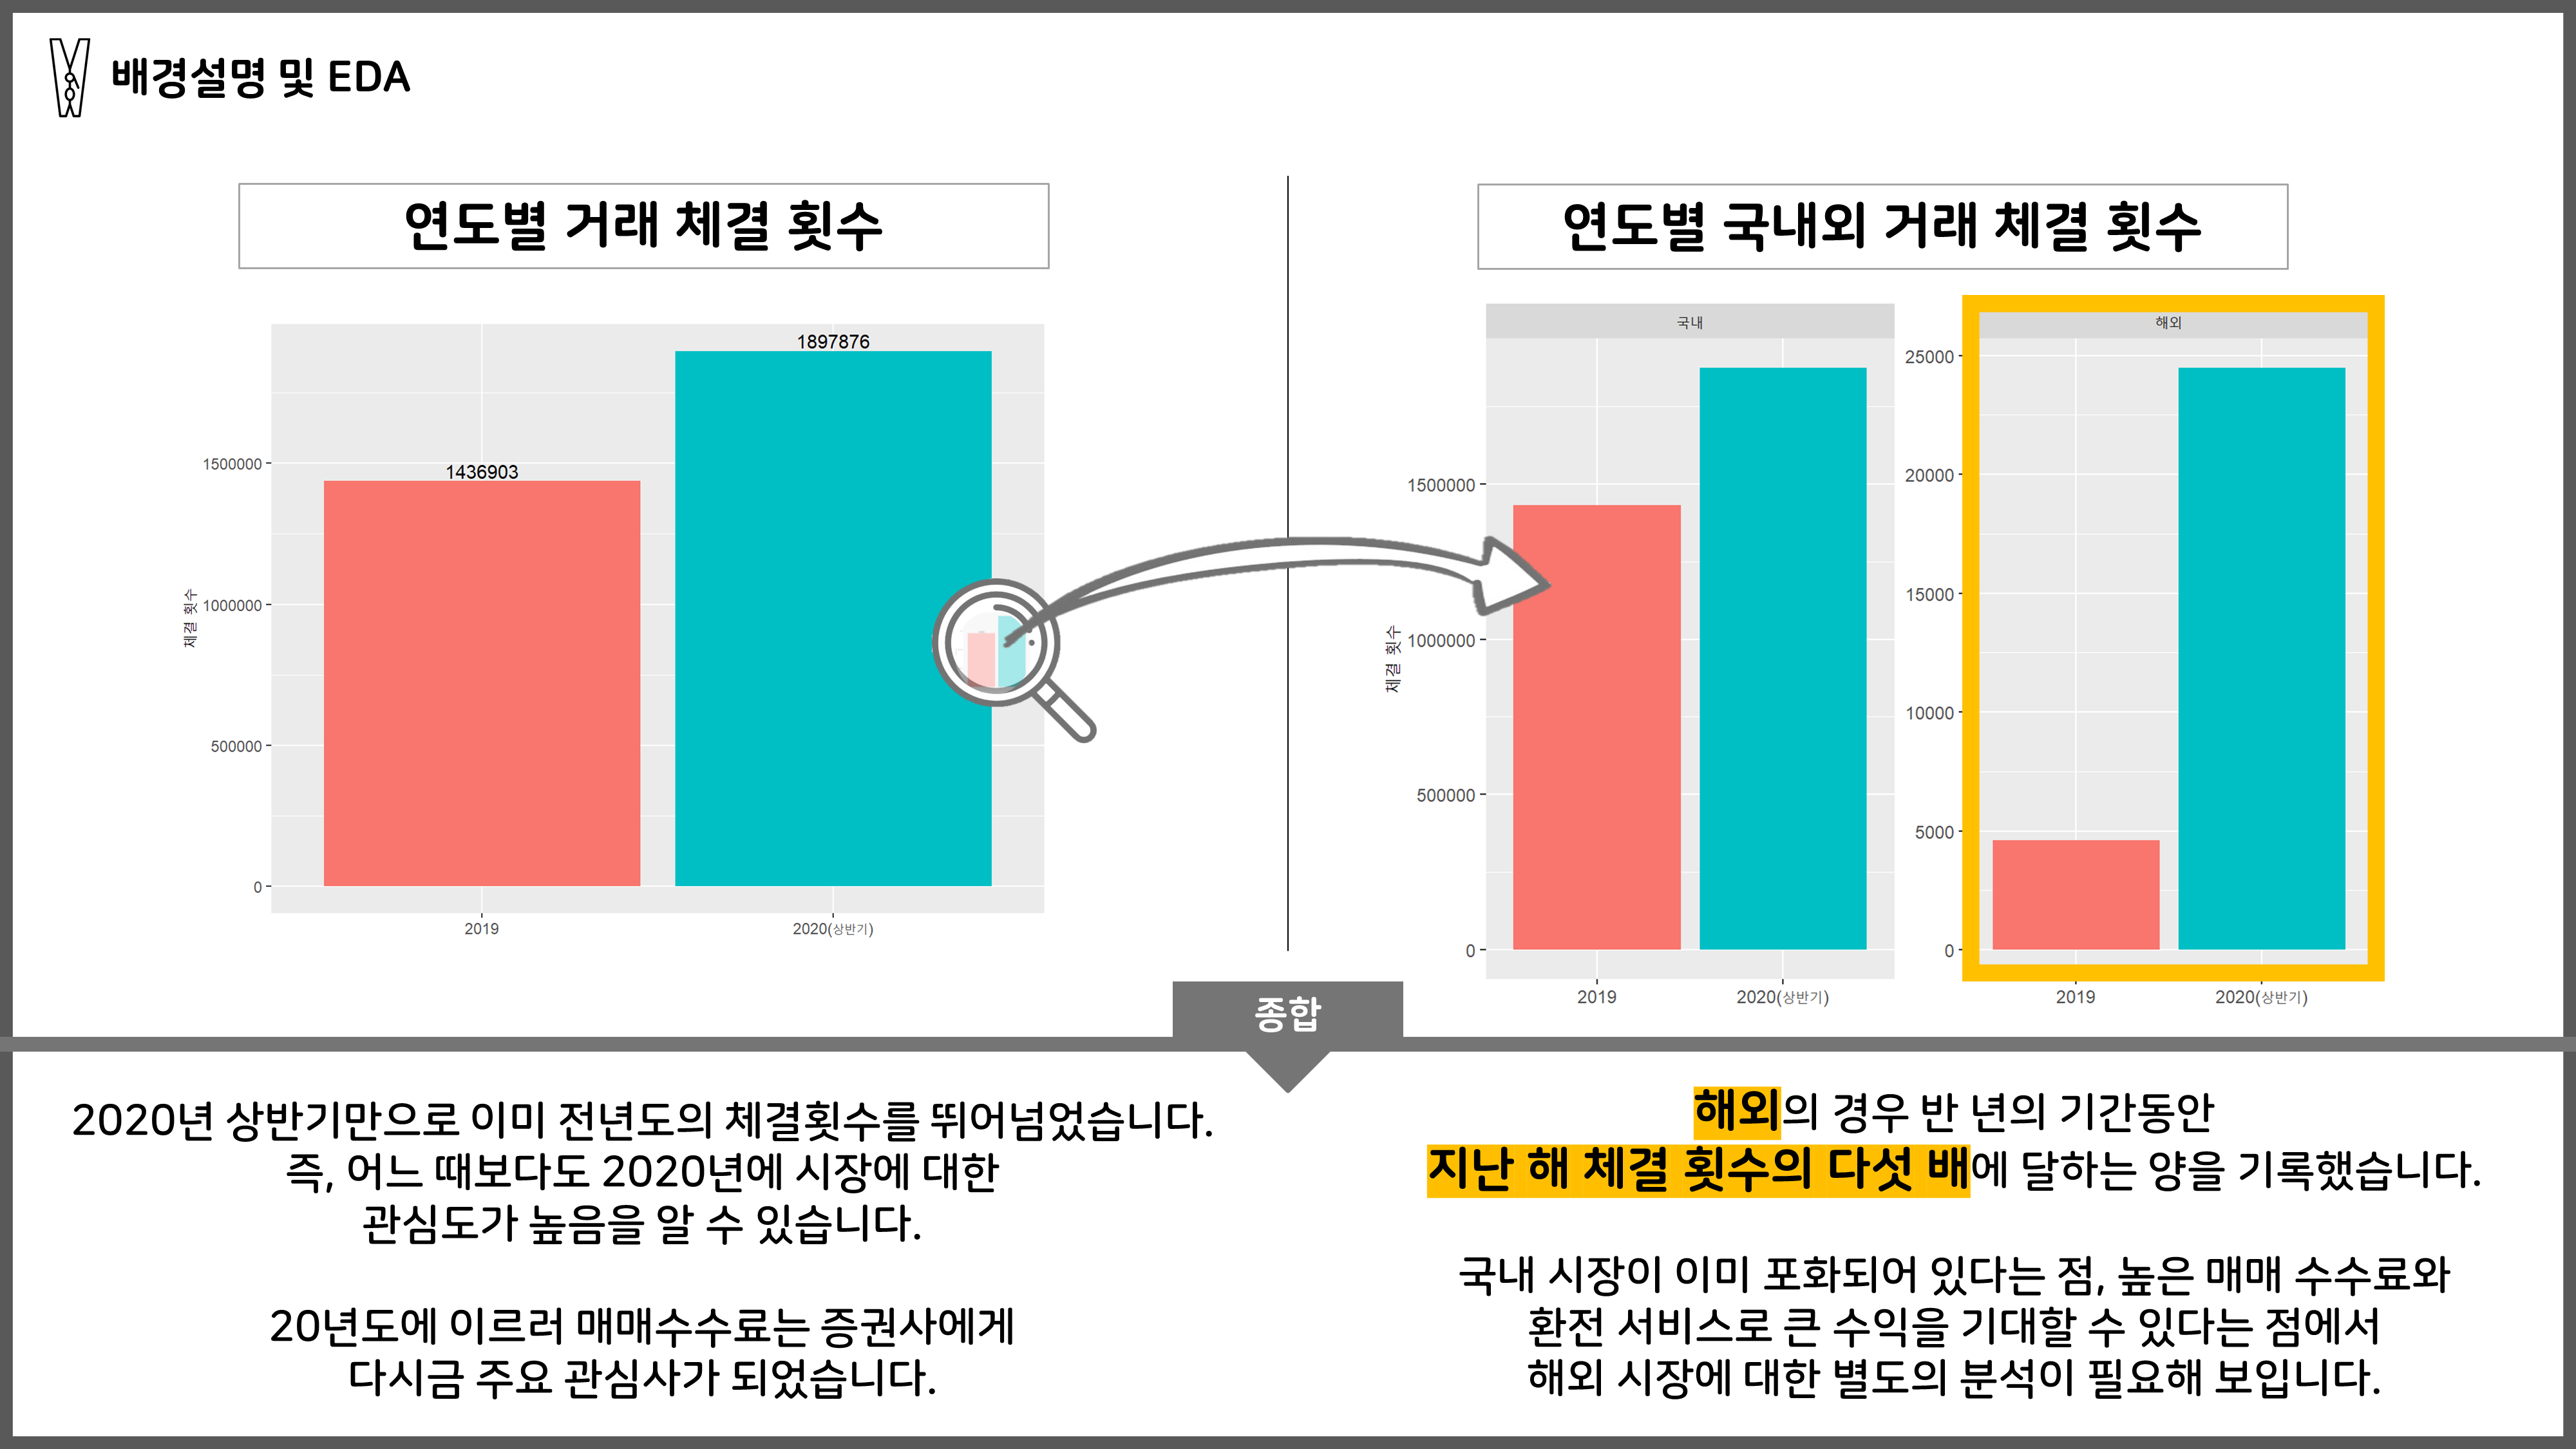 배경설명 및 EDA
연도별 거래 체결 횟수
1897876
1436903
1500000
1000000
500000
0
체결 횟수
2019
2020(상반기)
연도별 국내외 거래 체결 횟수
국내
1500000
1000000
500000
0
체결 횟수
2019
2020(상반기)
해외
25000
20000
15000
10000
5000
0
2019
2020(상반기)
종합
2020년 상반기만으로 이미 전년도의 체결횟수를 뛰어넘었습니다.
즉, 어느 때보다도 2020년에 시장에 대한
관심도가 높음을 알 수 있습니다.
20년도에 이르러 매매수수료는 증권사에게
다시금 주요 관심사가 되었습니다.
해외의 경우 반 년의 기간동안
지난 해 체결 횟수의 다섯 배에 달하는 양을 기록했습니다.
국내 시장이 이미 포화되어 있다는 점, 높은 매매 수수료와
환전 서비스로 큰 수익을 기대할 수 있다는 점에서
해외 시장에 대한 별도의 분석이 필요해 보입니다.